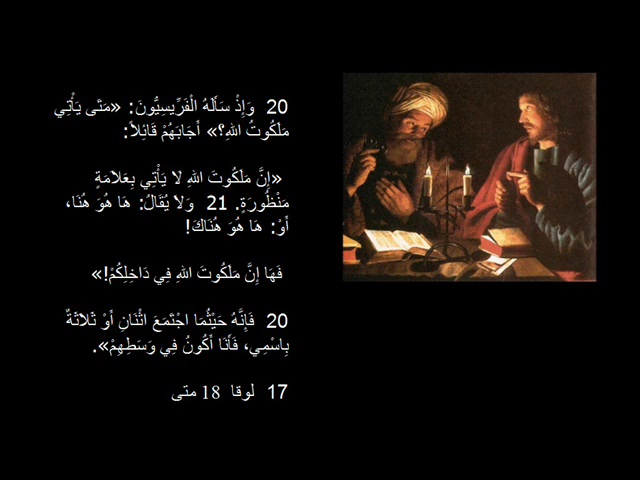 20 وَإِذْ سَأَلَهُ الْفَرِّيسِيُّونَ: «مَتَى يَأْتِي
مَلَكُوتُ اللهِ؟» أَجَابَهُمْ قَائِلاً:
«إِنَّ مَلَكُوتَ اللهِ لا يَأْتِي بِعَلامَةٍ
مَنْظُورَةٍ. 21 وَلا يُقَالُ: هَا هُوَ هُنَا،
أَوْ: هَا هُوَ هُنَاكَ!
فَهَا إِنَّ مَلَكُوتَ اللهِ فِي دَاخِلِكُمْ!»
20 فَإِنَّهُ حَيْثُمَا اجْتَمَعَ اثْنَانِ أَوْ ثَلاَثَةٌ
بِاسْمِي، فَأَنَا أَكُونُ فِي وَسَطِهِمْ».
17 لوقا 18 متى